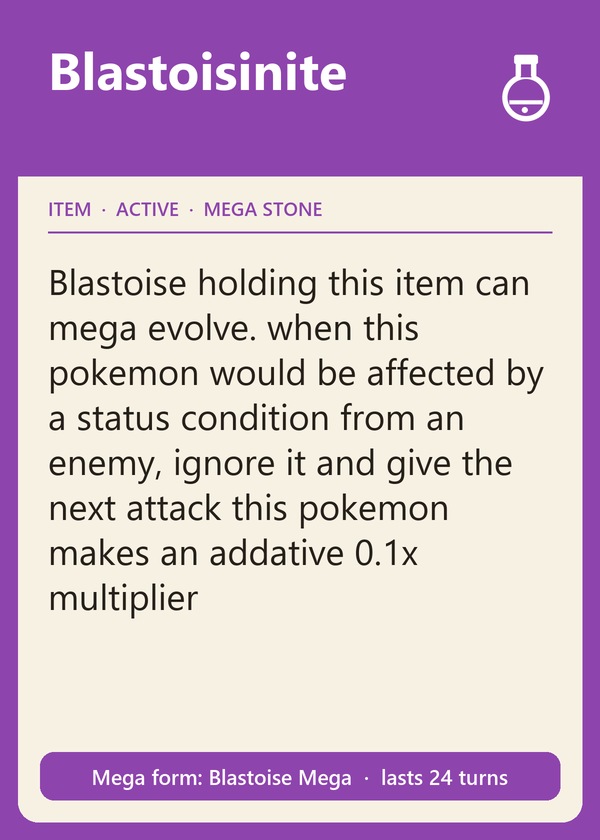 Blastoisinite
ITEM · ACTIVE · MEGA STONE
Blastoise holding this item can
mega evolve. when this
pokemon would be affected by
a status condition from an
enemy, ignore it and give the
next attack this pokemon
makes an addative 0.1x
multiplier
Mega form: Blastoise Mega · lasts 24 turns